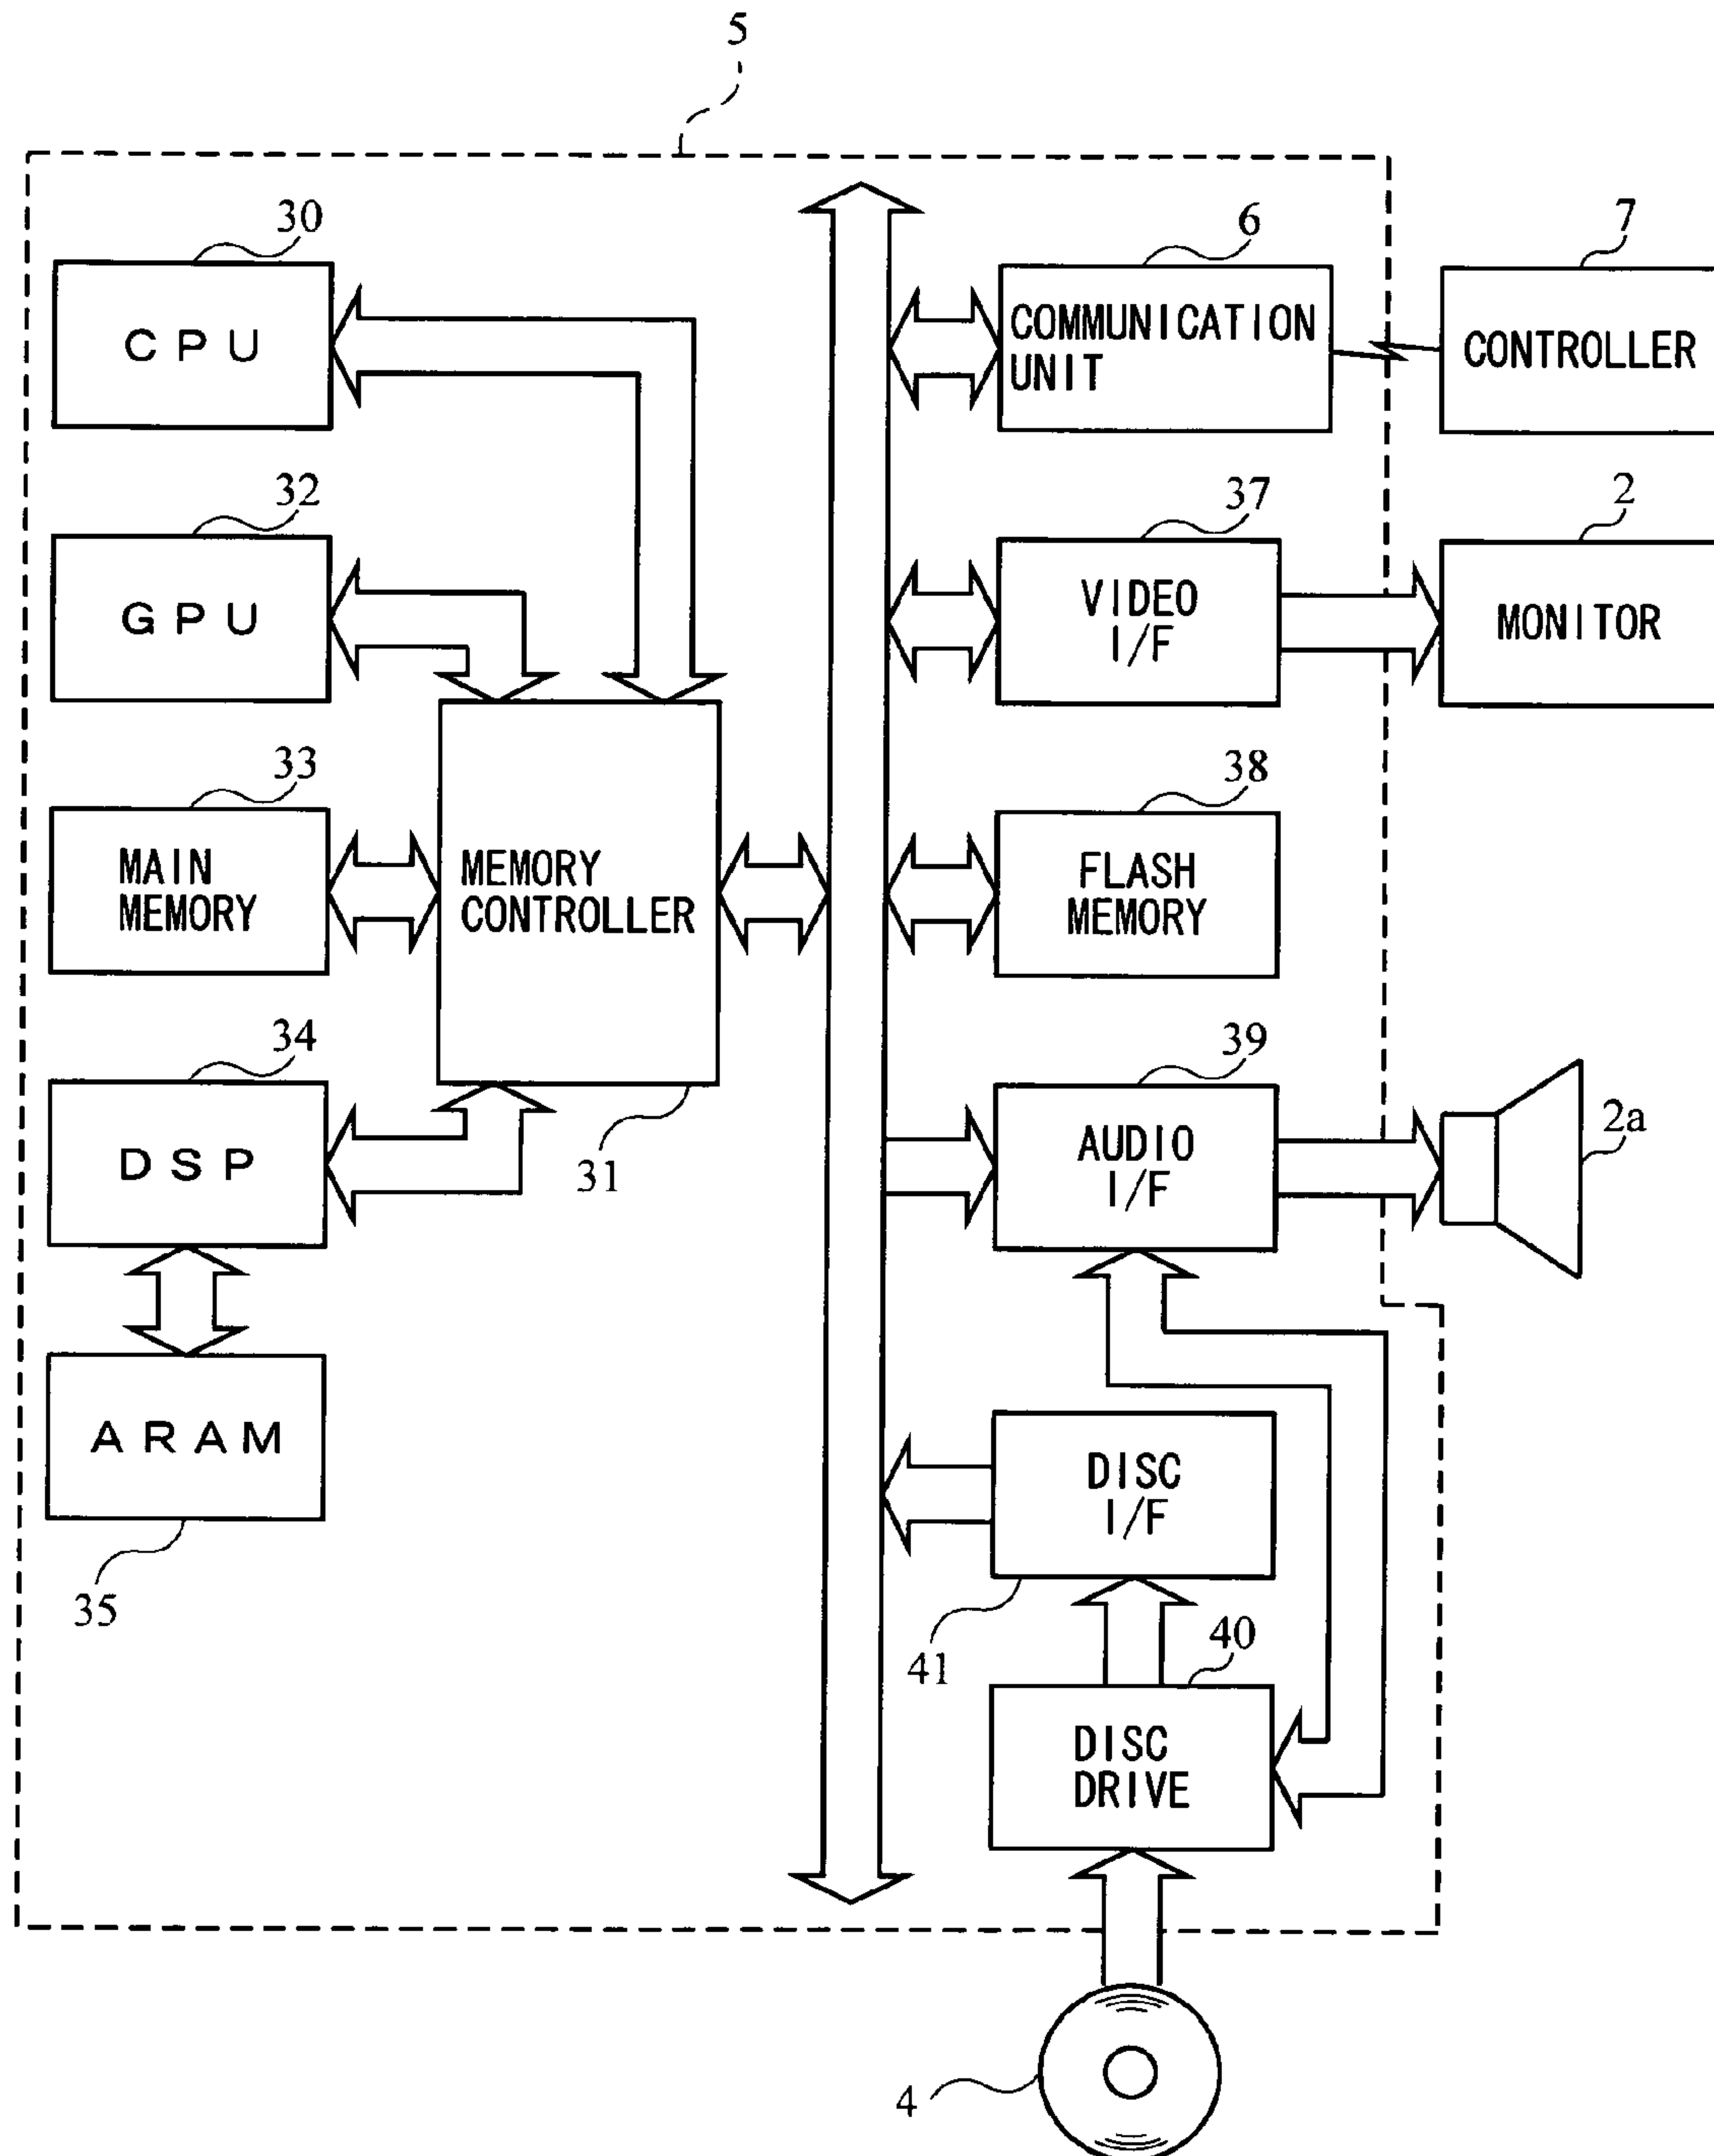 5
30
CPU
6
COMMUNICATION
UNIT
7
CONTROLLER
32
GPU
37
VIDEO
I/F
2
MONITOR
33
MAIN
MEMORY
MEMORY
CONTROLLER
31
38
FLASH
MEMORY
34
DSP
39
AUDIO
I/F
2a
ARAM
35
DISC
I/F
41
40
DISC
DRIVE
4